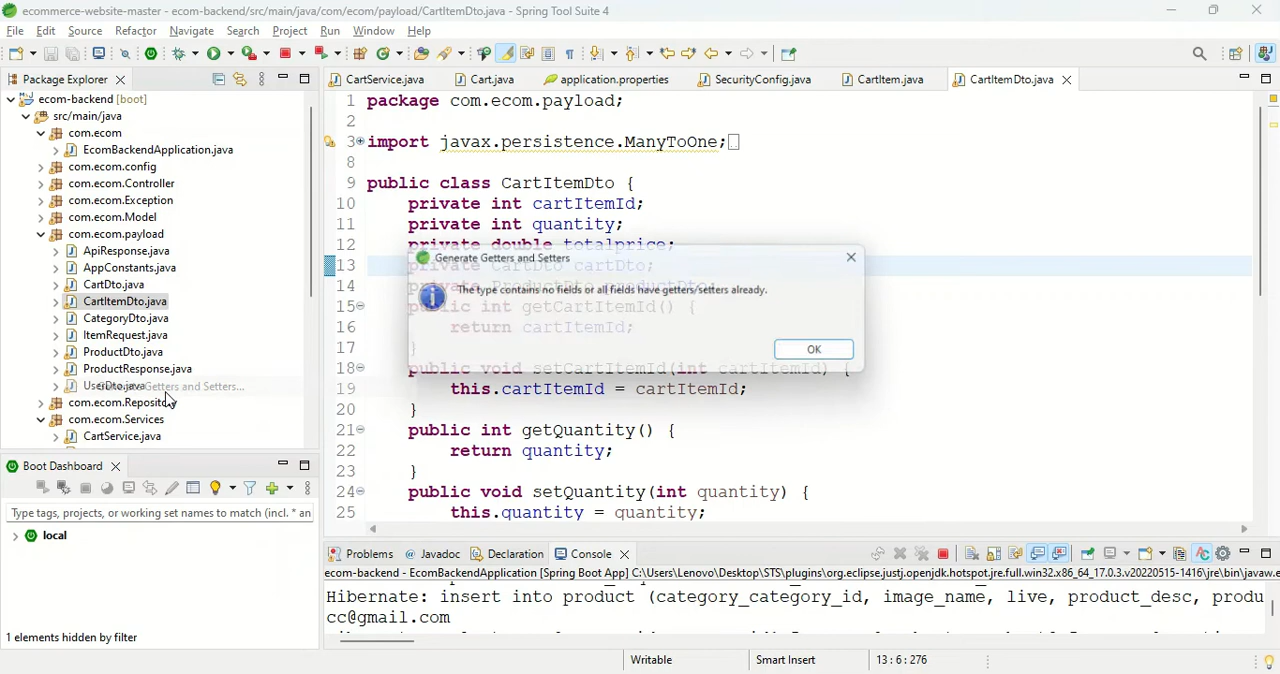 ecommerce-website-master - ecom-backend/src/main/java/com/ecom/payload/CartItemDto.java - Spring Tool Suite 4
File Edit Source Refactor Navigate Search Project Run Window Help
Package Explorer
CartService.java Cart.java application.properties SecurityConfig.java CartItem.java CartItemDto.java
ecom-backend [boot]
src/main/java
com.ecom
EcomBackendApplication.java
com.ecom.config
com.ecom.Controller
com.ecom.Exception
com.ecom.Model
com.ecom.payload
ApiResponse.java
AppConstants.java
CartDto.java
CartItemDto.java
CategoryDto.java
ItemRequest.java
ProductDto.java
ProductResponse.java
UserDto.java
Getters and Setters...
com.ecom.Repository
com.ecom.Services
CartService.java
1 package com.ecom.payload;
2
3 import javax.persistence.ManyToOne;
8
9 public class CartItemDto {
10 private int cartItemId;
11 private int quantity;
12 private double totalprice;
13 private CartDto cartDto;
14 private ProductDto productDto;
15 public int getCartItemId() {
16 return cartItemId;
17 }
18 public void setCartItemId(int cartItemId) {
19 this.cartItemId = cartItemId;
20 }
21 public int getQuantity() {
22 return quantity;
23 }
24 public void setQuantity(int quantity) {
25 this.quantity = quantity;
Generate Getters and Setters
The type contains no fields or all fields have getters/setters already.
OK
Boot Dashboard
Type tags, projects, or working set names to match (incl. * an
local
1 elements hidden by filter
Problems Javadoc Declaration Console
ecom-backend - EcomBackendApplication [Spring Boot App] C:\Users\Lenovo\Desktop\STS\plugins\org.eclipse.justj.openjdk.hotspot.jre.full.win32.x86_64_17.0.3.v20220515-1416\jre\bin\javaw.e
Hibernate: insert into product (category_category_id, image_name, live, product_desc, produ
cc@gmail.com
Writable Smart Insert 13 : 6 : 276